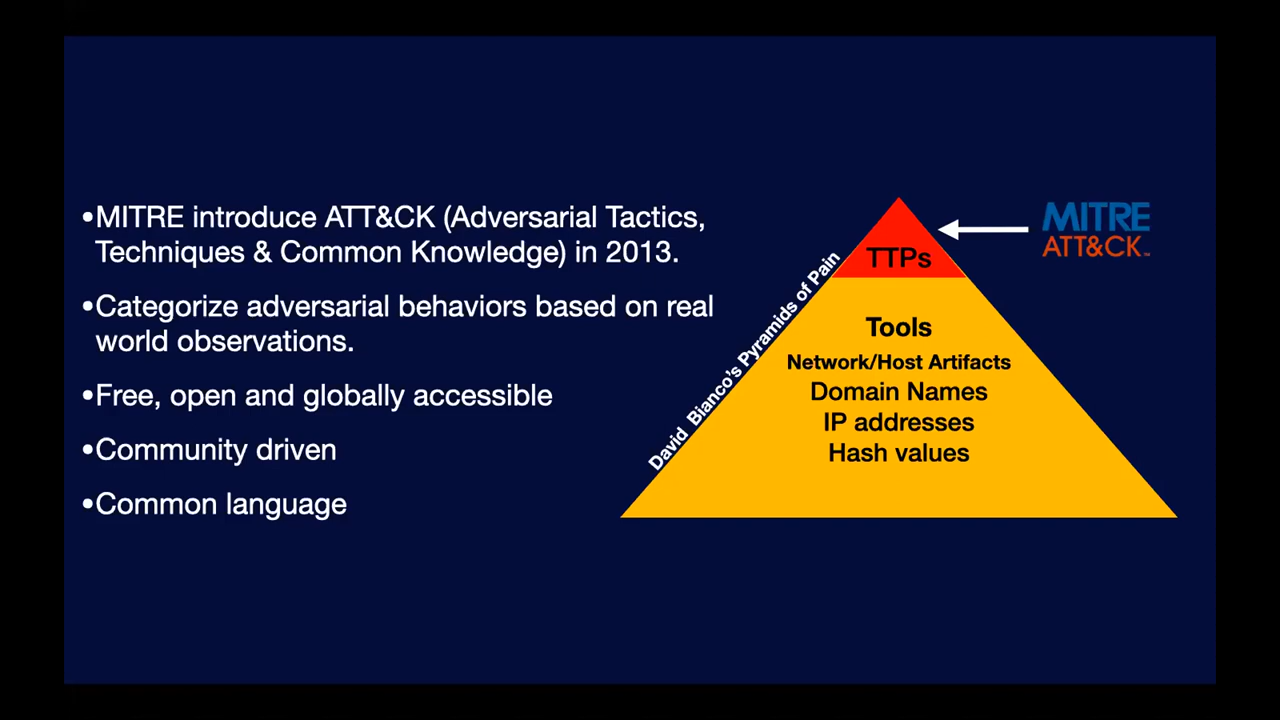 •MITRE introduce ATT&CK (Adversarial Tactics,
Techniques & Common Knowledge) in 2013.
•Categorize adversarial behaviors based on real
world observations.
•Free, open and globally accessible
•Community driven
•Common language
David Bianco's Pyramids of Pain
TTPs
Tools
Network/Host Artifacts
Domain Names
IP addresses
Hash values
MITRE
ATT&CK™